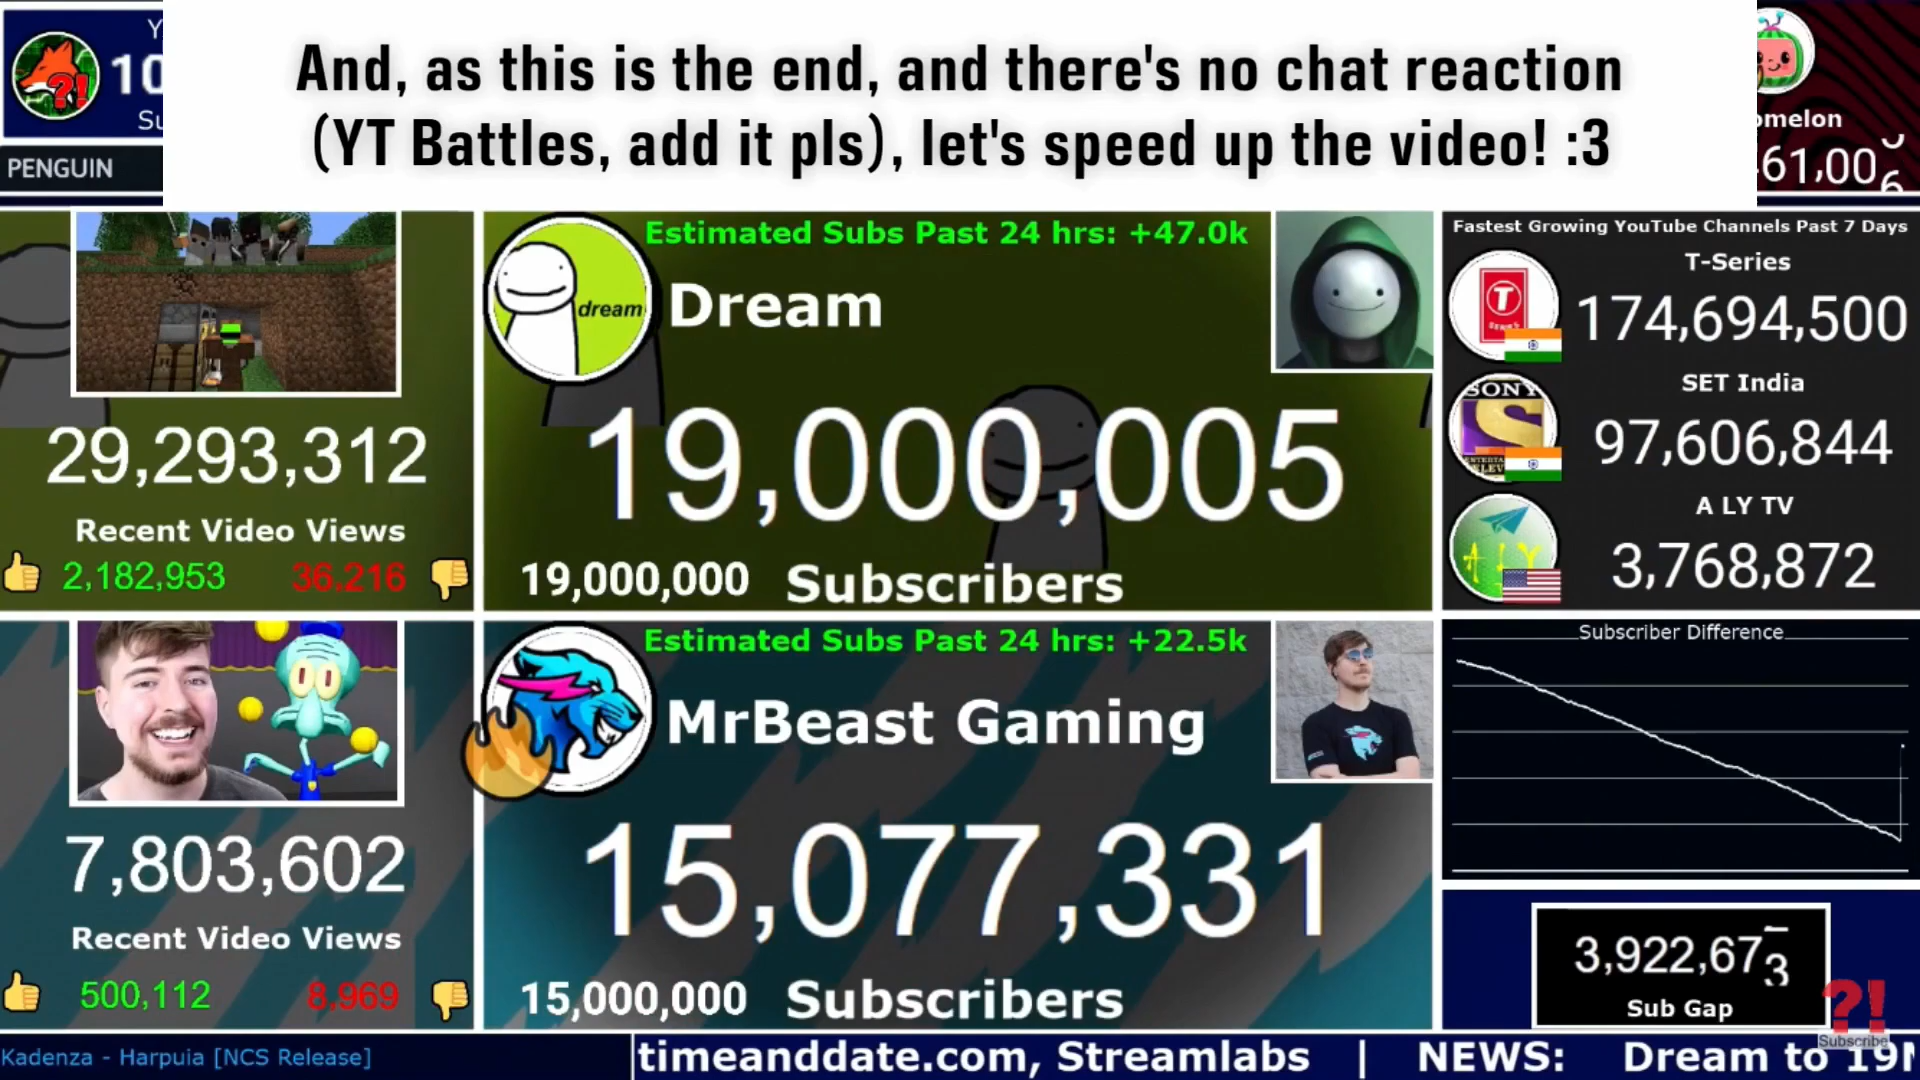 And, as this is the end, and there's no chat reaction
(YT Battles, add it pls), let's speed up the video! :3
10
PENGUIN
omelon
61,00
29,293,312
Recent Video Views
2,182,953
36,216
Estimated Subs Past 24 hrs: +47.0k
dream
Dream
19,000,005
19,000,000
Subscribers
Fastest Growing YouTube Channels Past 7 Days
T-Series
174,694,500
SET India
97,606,844
A LY TV
3,768,872
7,803,602
Recent Video Views
500,112
8,969
Estimated Subs Past 24 hrs: +22.5k
MrBeast Gaming
15,077,331
15,000,000
Subscribers
Subscriber Difference
3,922,673
Sub Gap
?!
Subscribe
Kadenza - Harpuia [NCS Release]
timeanddate.com, Streamlabs | NEWS: Dream to 19M